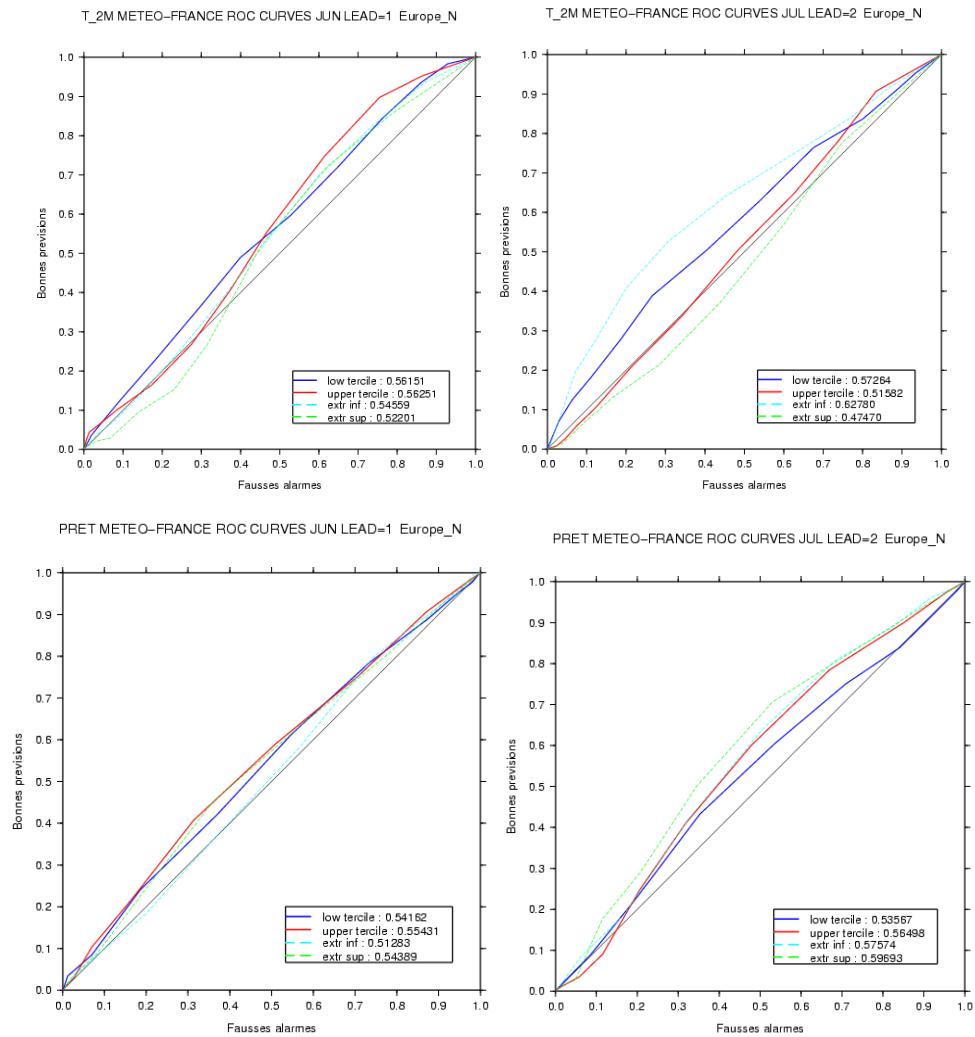 T_2M METEO-FRANCE ROC CURVES JUN LEAD=1 Europe_N
1.0
0.9
0.8
0.7
0.6
0.5
0.4
0.3
0.2
0.1
0.0
Bonnes previsions
low tercile : 0.56151
upper tercile : 0.56251
extr inf : 0.54559
extr sup : 0.52201
0.0 0.1 0.2 0.3 0.4 0.5 0.6 0.7 0.8 0.9 1.0
Fausses alarmes
T_2M METEO-FRANCE ROC CURVES JUL LEAD=2 Europe_N
1.0
0.9
0.8
0.7
0.6
0.5
0.4
0.3
0.2
0.1
0.0
Bonnes previsions
low tercile : 0.57264
upper tercile : 0.51582
extr inf : 0.62780
extr sup : 0.47470
0.0 0.1 0.2 0.3 0.4 0.5 0.6 0.7 0.8 0.9 1.0
Fausses alarmes
PRET METEO-FRANCE ROC CURVES JUN LEAD=1 Europe_N
1.0
0.9
0.8
0.7
0.6
0.5
0.4
0.3
0.2
0.1
0.0
Bonnes previsions
low tercile : 0.54162
upper tercile : 0.55431
extr inf : 0.51283
extr sup : 0.54389
0.0 0.1 0.2 0.3 0.4 0.5 0.6 0.7 0.8 0.9 1.0
Fausses alarmes
PRET METEO-FRANCE ROC CURVES JUL LEAD=2 Europe_N
1.0
0.9
0.8
0.7
0.6
0.5
0.4
0.3
0.2
0.1
0.0
Bonnes previsions
low tercile : 0.53567
upper tercile : 0.56498
extr inf : 0.57574
extr sup : 0.59693
0.0 0.1 0.2 0.3 0.4 0.5 0.6 0.7 0.8 0.9 1.0
Fausses alarmes